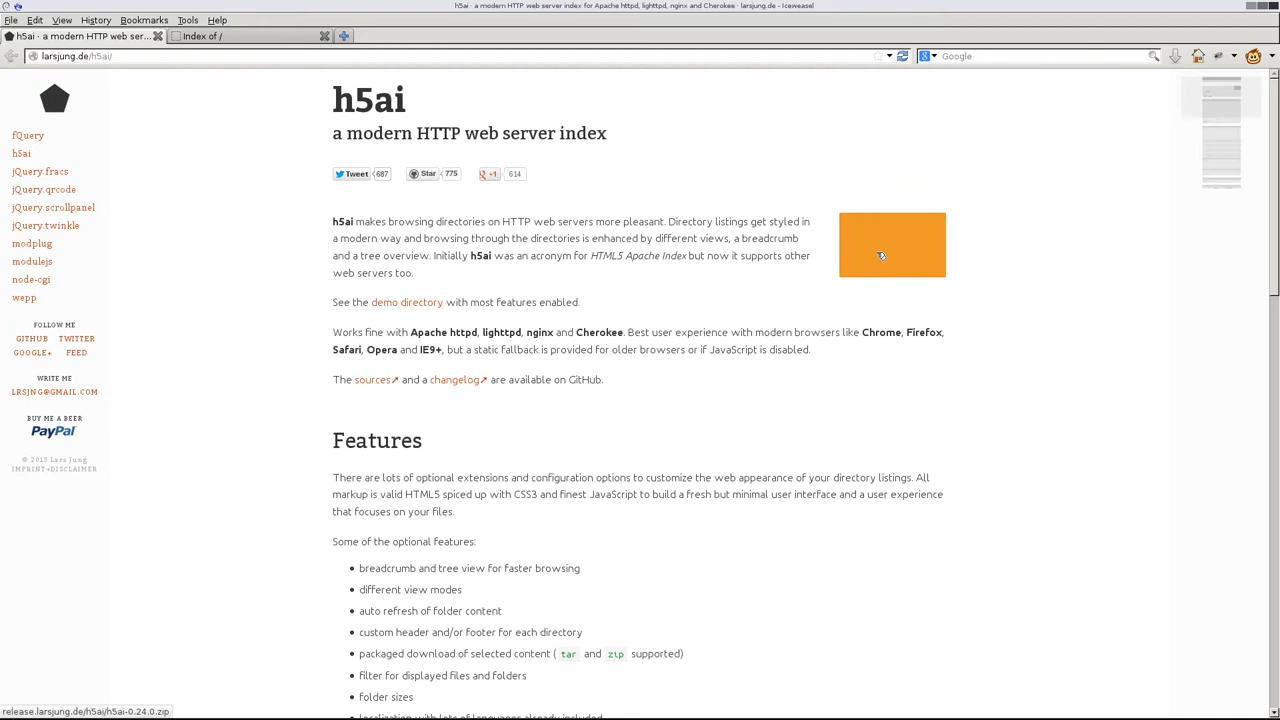 h5ai · a modern HTTP web server index for Apache httpd, lighttpd, nginx and Cherokee · larsjung.de - Iceweasel
File Edit View History Bookmarks Tools Help
h5ai · a modern HTTP web ser...
Index of /
larsjung.de/h5ai/
Google
fQuery
h5ai
jQuery.fracs
jQuery.qrcode
jQuery.scrollpanel
jQuery.twinkle
modplug
modulejs
node-cgi
wepp
FOLLOW ME
GITHUB TWITTER
GOOGLE+ FEED
WRITE ME
LRSJNG@GMAIL.COM
BUY ME A BEER
PayPal
© 2013 Lars Jung
IMPRINT+DISCLAIMER
h5ai
a modern HTTP web server index
Tweet 687 Star 775 +1 614
h5ai makes browsing directories on HTTP web servers more pleasant. Directory listings get styled in
a modern way and browsing through the directories is enhanced by different views, a breadcrumb
and a tree overview. Initially h5ai was an acronym for HTML5 Apache Index but now it supports other
web servers too.
See the demo directory with most features enabled.
Works fine with Apache httpd, lighttpd, nginx and Cherokee. Best user experience with modern browsers like Chrome, Firefox,
Safari, Opera and IE9+, but a static fallback is provided for older browsers or if JavaScript is disabled.
The sources↗ and a changelog↗ are available on GitHub.
Features
There are lots of optional extensions and configuration options to customize the web appearance of your directory listings. All
markup is valid HTML5 spiced up with CSS3 and finest JavaScript to build a fresh but minimal user interface and a user experience
that focuses on your files.
Some of the optional features:
• breadcrumb and tree view for faster browsing
• different view modes
• auto refresh of folder content
• custom header and/or footer for each directory
• packaged download of selected content ( tar and zip supported)
• filter for displayed files and folders
• folder sizes
• localization with lots of languages already included
release.larsjung.de/h5ai/h5ai-0.24.0.zip